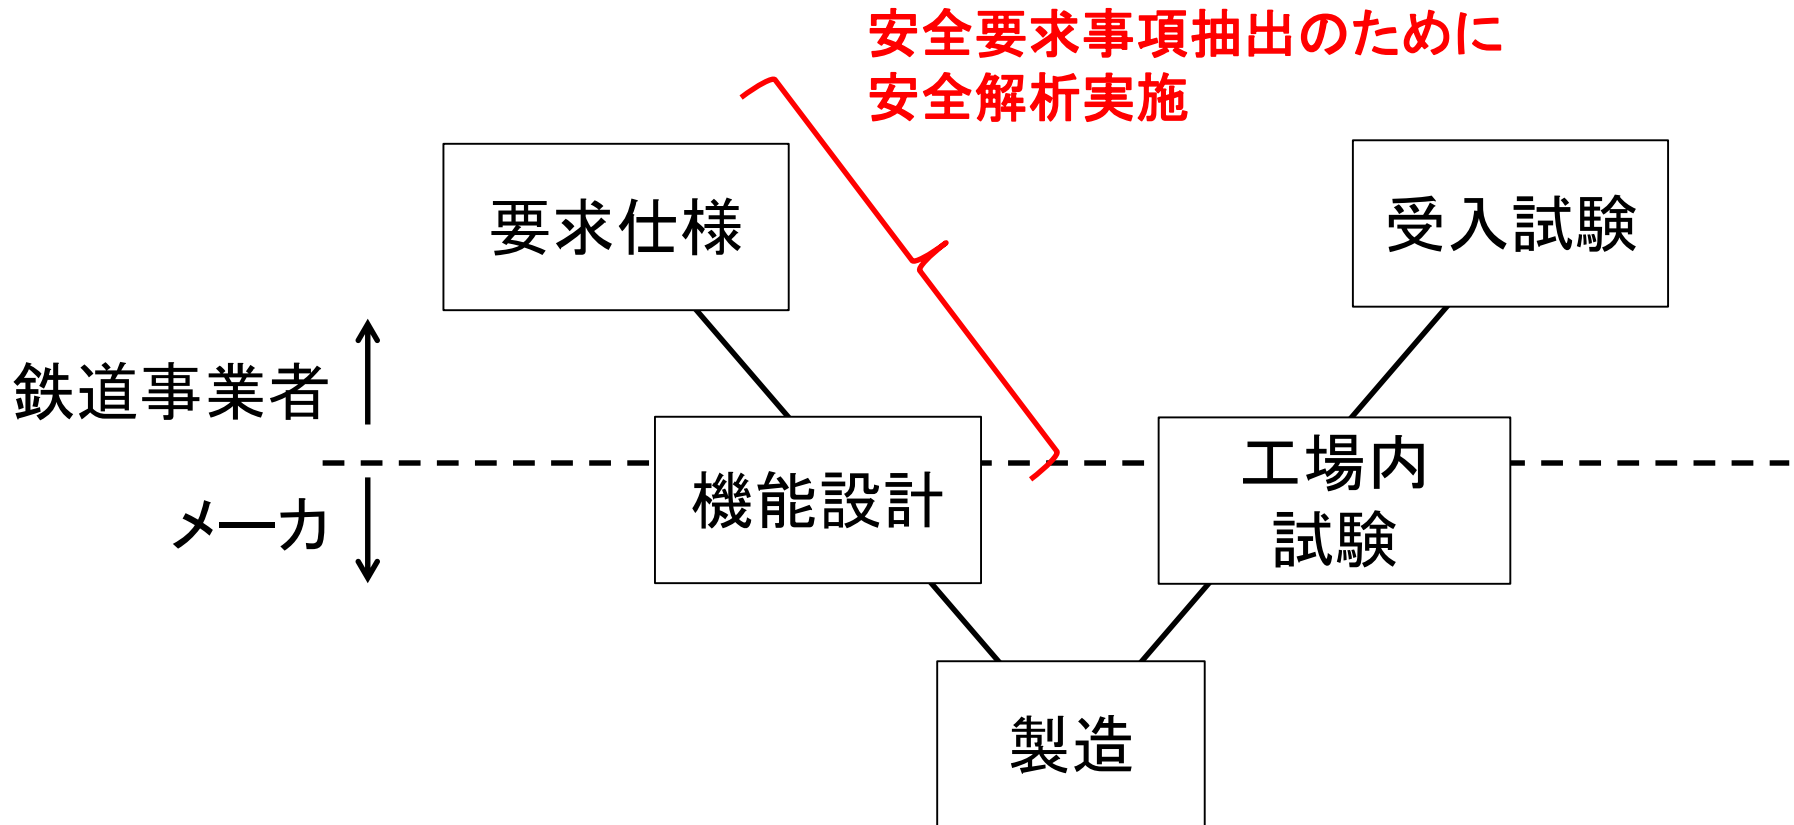 安全要求事項抽出のために
安全解析実施
要求仕様
受入試験
鉄道事業者
メーカ
機能設計
工場内
試験
製造